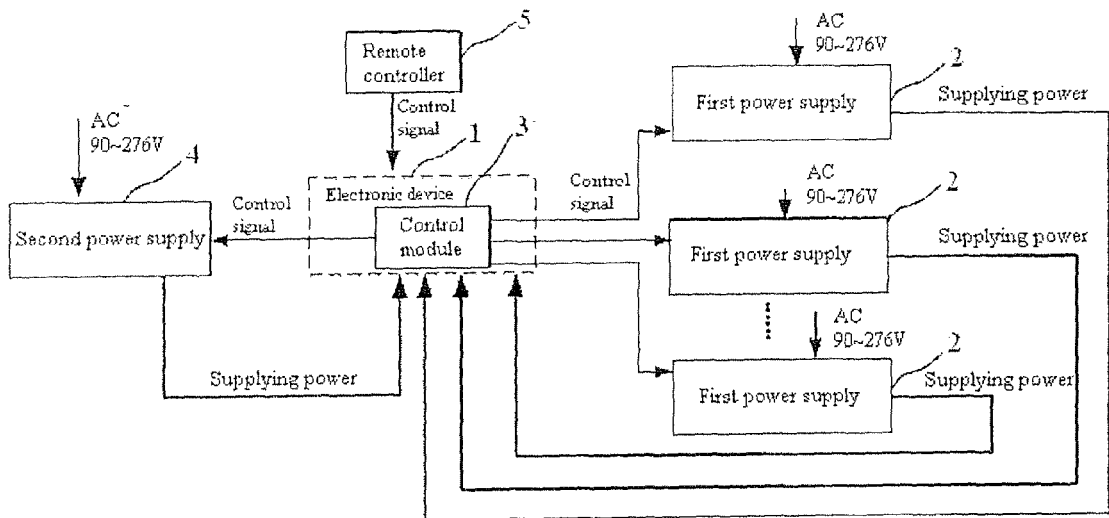 5
Remote
controller
Control
signal
AC
90~276V
4
Second power supply
Control
signal
1
3
Electronic device
Control
module
Control
signal
AC
90~276V
2
First power supply
Supplying power
AC
90~276V
2
First power supply
Supplying power
AC
90~276V
2
First power supply
Supplying power
Supplying power